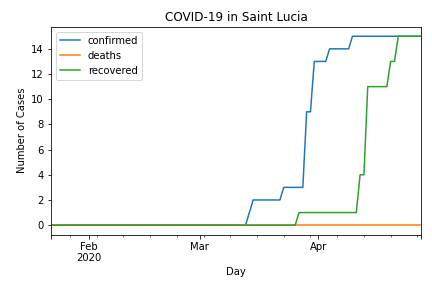 COVID-19 in Saint Lucia
confirmed
deaths
recovered
14
12
10
8
6
4
2
0
Number of Cases
Feb
2020
Mar
Apr
Day